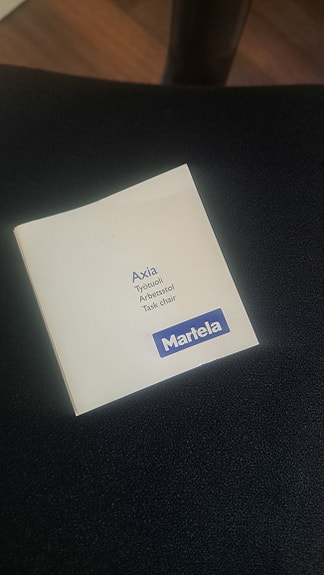 Axia
Työtuoli
Arbetsstol
Task chair
Martela